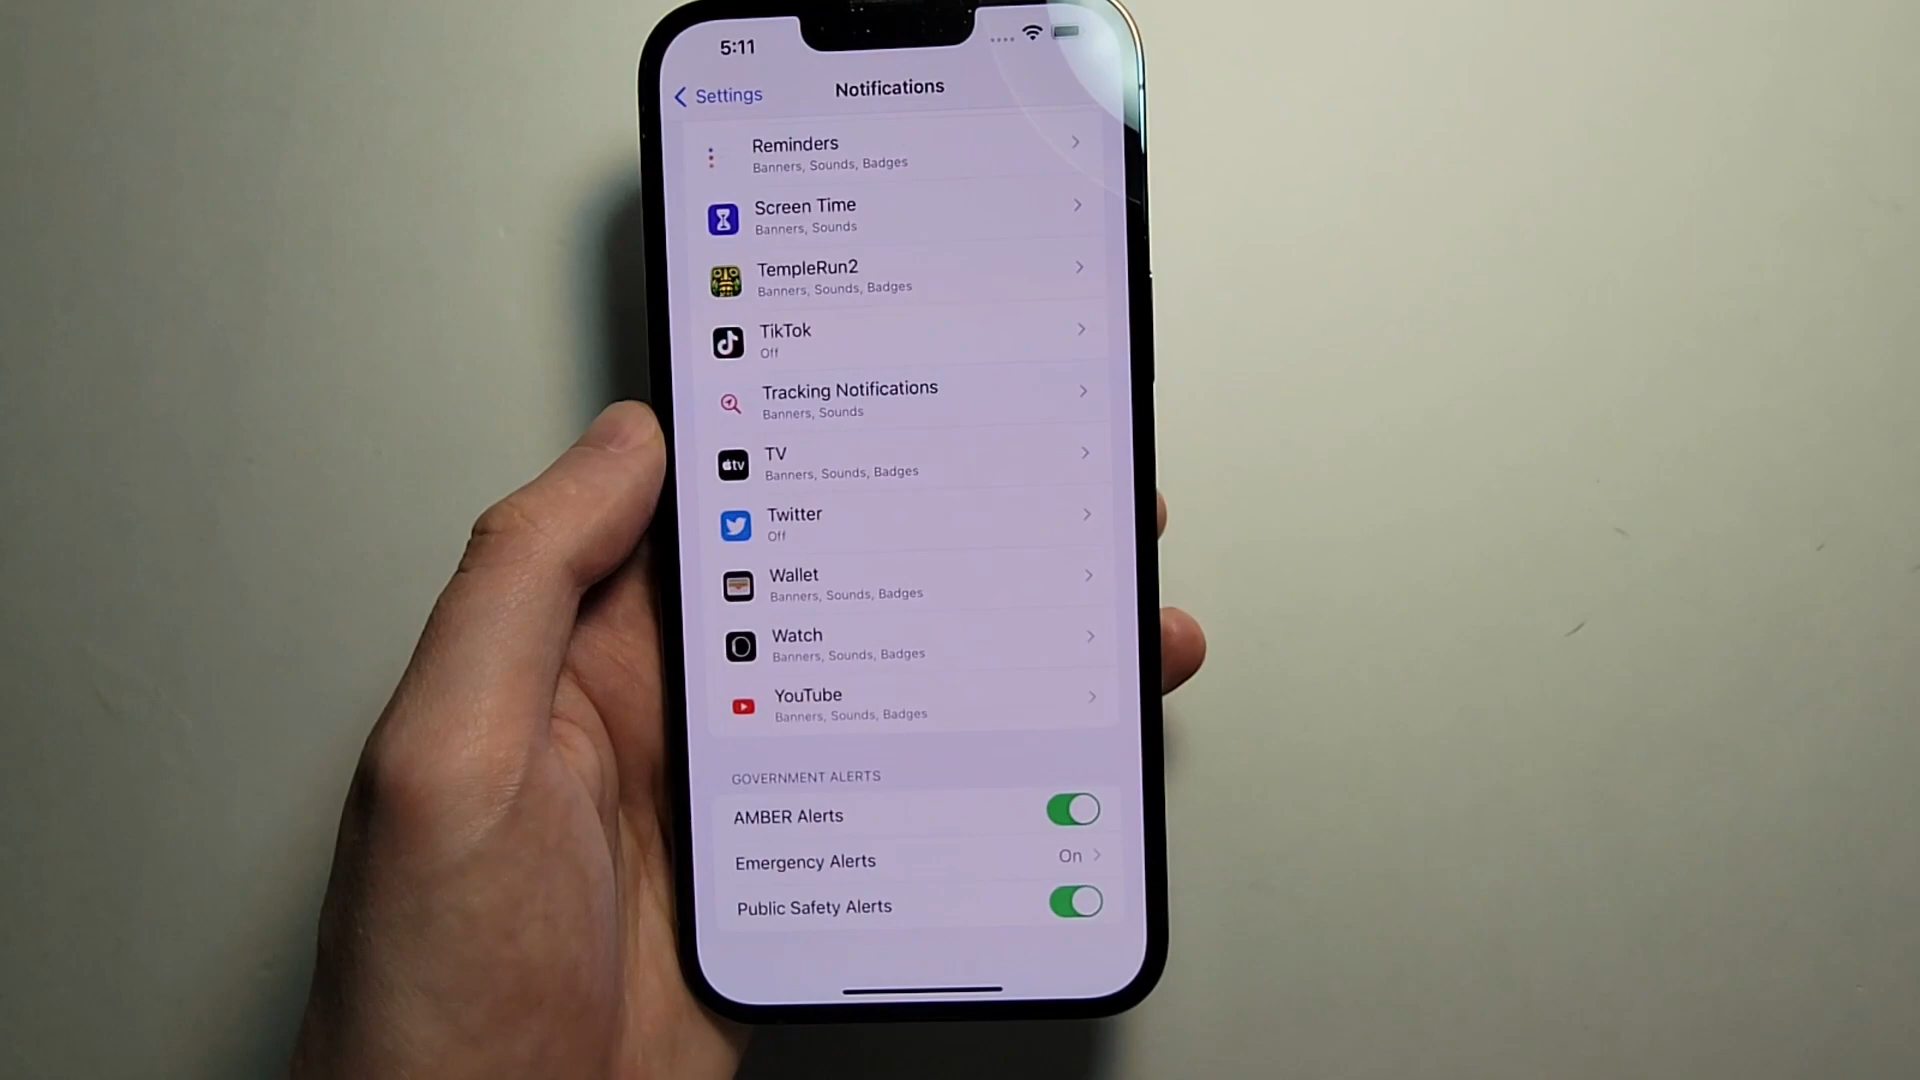 5:11
Settings
Notifications
Reminders
Banners, Sounds, Badges
Screen Time
Banners, Sounds
TempleRun2
Banners, Sounds, Badges
TikTok
Off
Tracking Notifications
Banners, Sounds
tv
TV
Banners, Sounds, Badges
Twitter
Off
Wallet
Banners, Sounds, Badges
Watch
Banners, Sounds, Badges
YouTube
Banners, Sounds, Badges
GOVERNMENT ALERTS
AMBER Alerts
Emergency Alerts
On
Public Safety Alerts